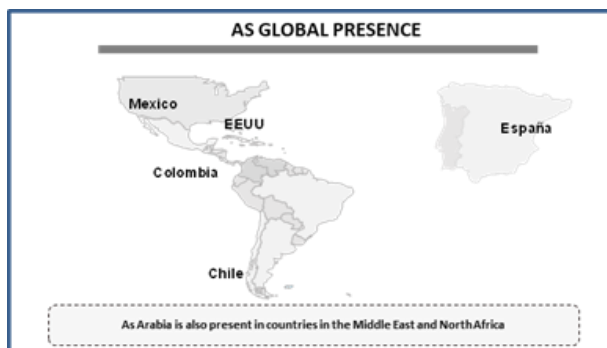 AS GLOBAL PRESENCE
Mexico
EEUU
España
Colombia
Chile
As Arabia is also present in countries in the Middle East and North Africa